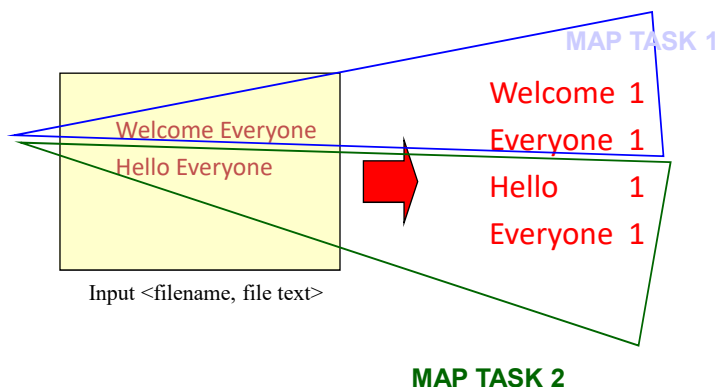 MAP TASK 1
Welcome 1
Welcome Everyone
Everyone 1
Hello Everyone
Hello 1
Everyone 1
Input <filename, file text>
MAP TASK 2